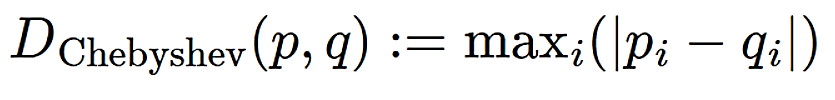 D_Chebyshev(p, q) := max_i(|p_i − q_i|)